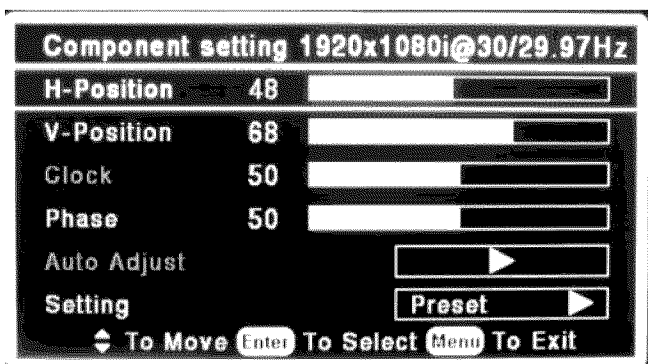 Component setting 1920x1080i@30/29.97Hz
H-Position 48
V-Position 68
Clock 50
Phase 50
Auto Adjust
Setting Preset
To Move Enter To Select Menu To Exit